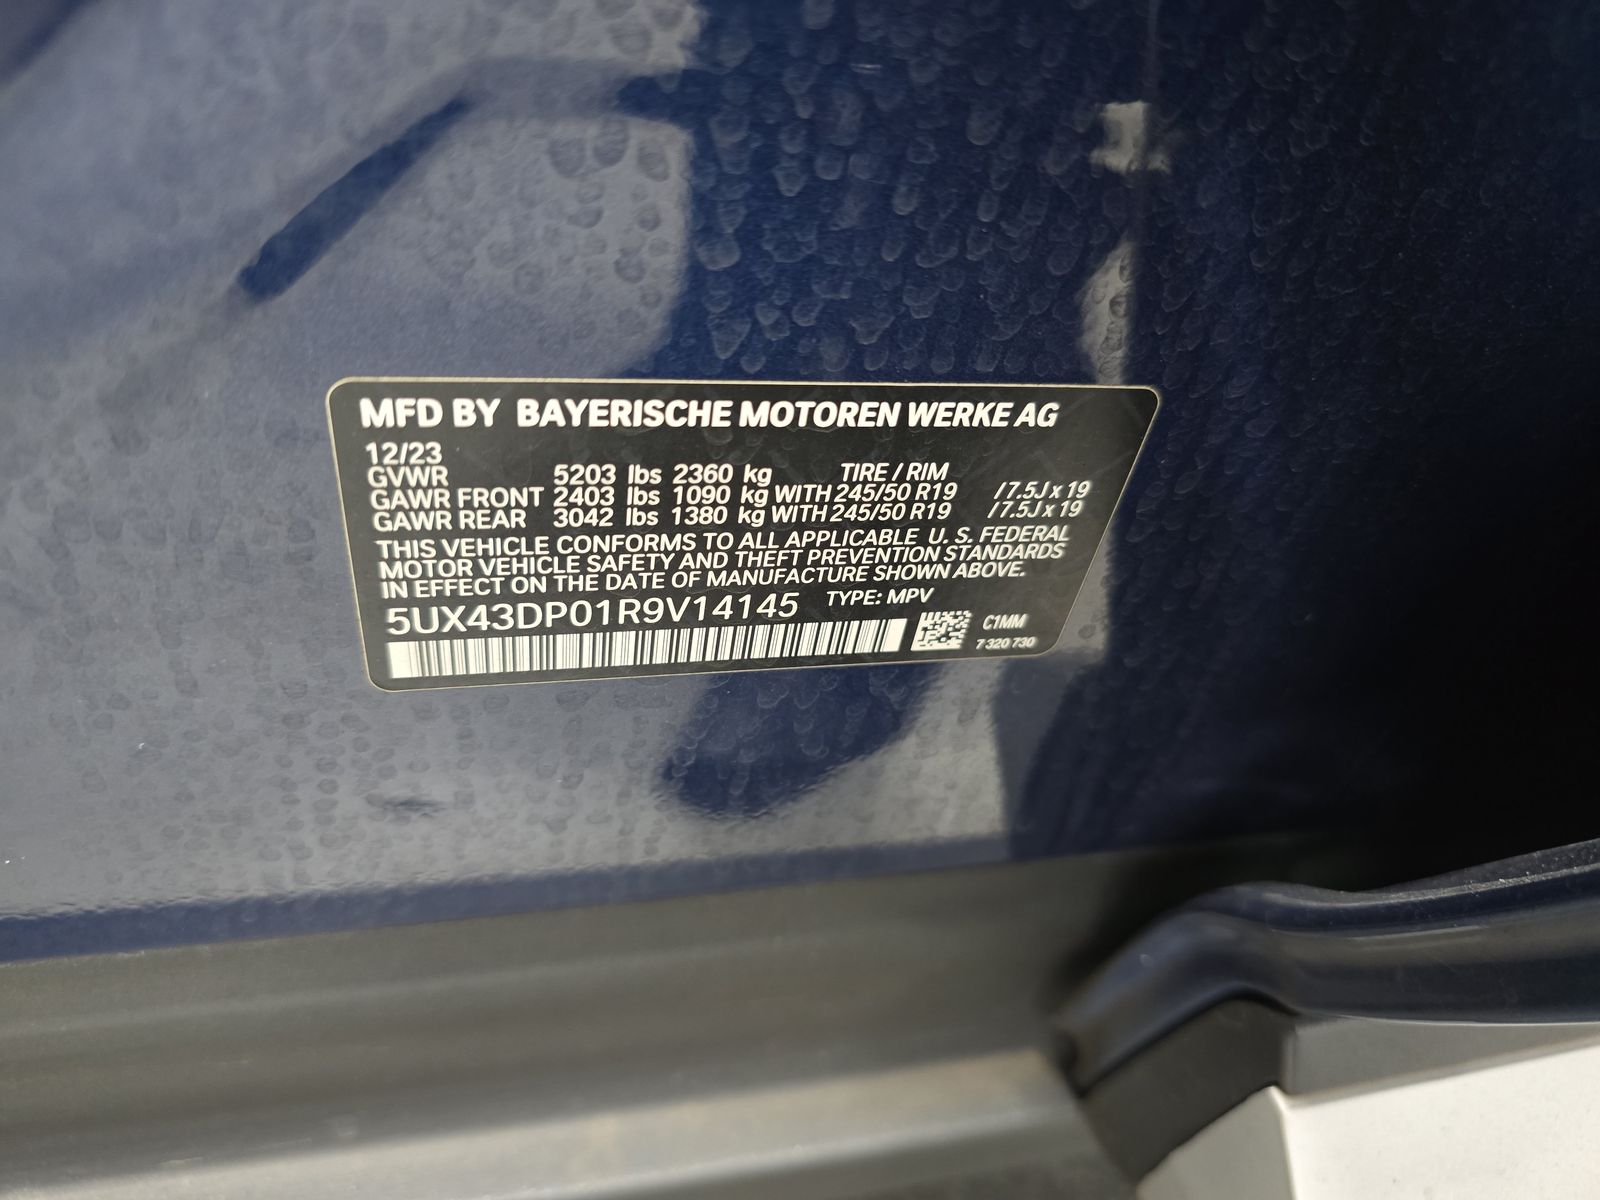 MFD BY BAYERISCHE MOTOREN WERKE AG
12/23
GVWR 5203 lbs 2360 kg TIRE / RIM
GAWR FRONT 2403 lbs 1090 kg WITH 245/50 R19 / 7.5J x 19
GAWR REAR 3042 lbs 1380 kg WITH 245/50 R19 / 7.5J x 19
THIS VEHICLE CONFORMS TO ALL APPLICABLE U. S. FEDERAL
MOTOR VEHICLE SAFETY AND THEFT PREVENTION STANDARDS
IN EFFECT ON THE DATE OF MANUFACTURE SHOWN ABOVE.
5UX43DP01R9V14145 TYPE: MPV
C1MM
7 320 730